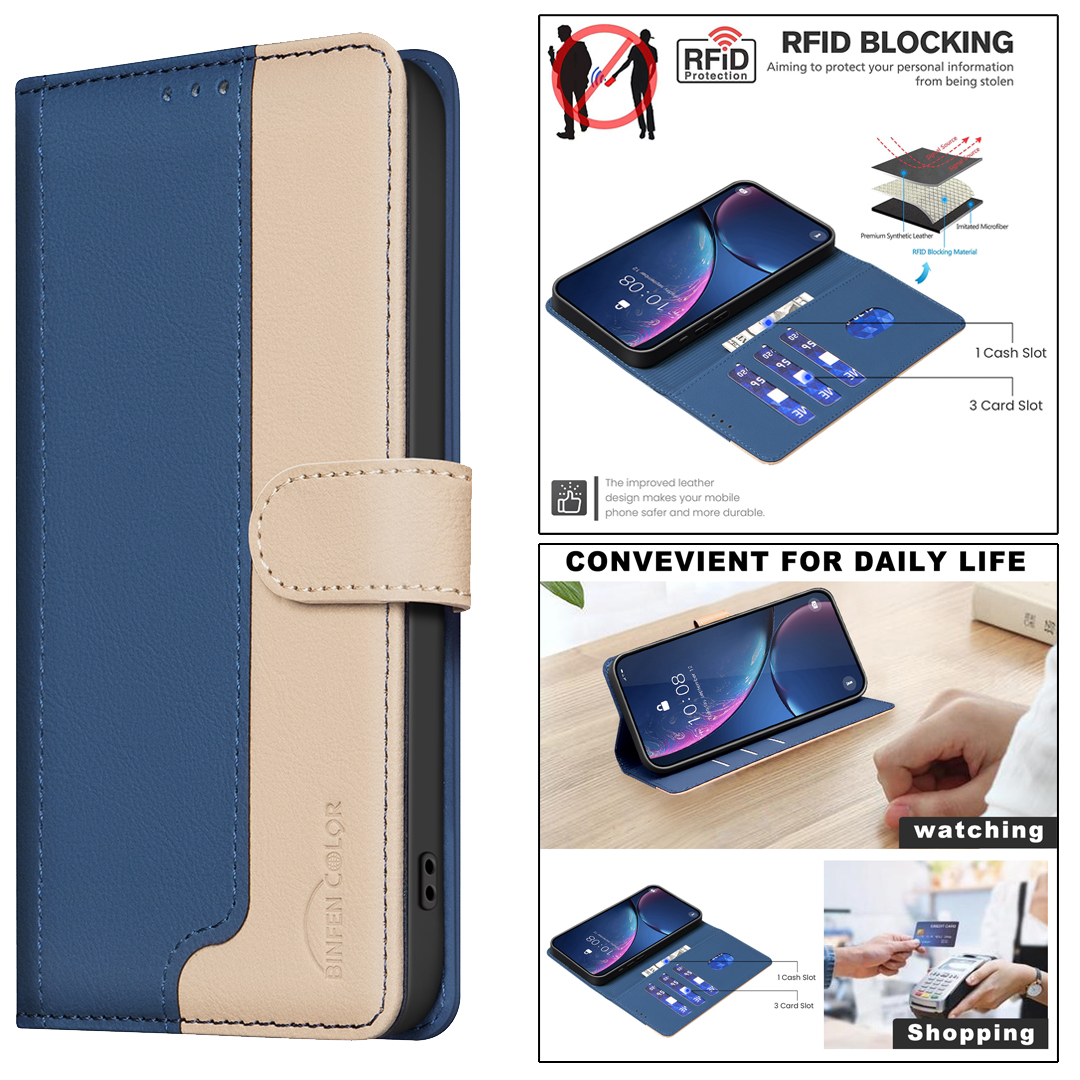 BINFEN COLOR
RFiD
Protection
RFID BLOCKING
Aiming to protect your personal information
from being stolen
Premium Synthetic Leather
Imitated Microfiber
RFID Blocking Material
10:08
1 Cash Slot
3 Card Slot
The improved leather
design makes your mobile
phone safer and more durable.
CONVEVIENT FOR DAILY LIFE
10:08
watching
10:08
1 Cash Slot
3 Card Slot
CREDIT CARD
Shopping